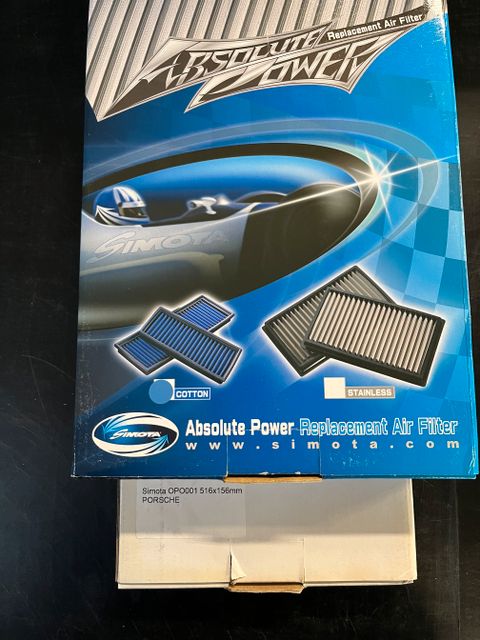 Replacement Air Filter
ABSOLUTE
POWER
SIMOTA
COTTON
STAINLESS
SIMOTA
Absolute Power Replacement Air Filter
www.simota.com
Simota OPO001 516x156mm
PORSCHE